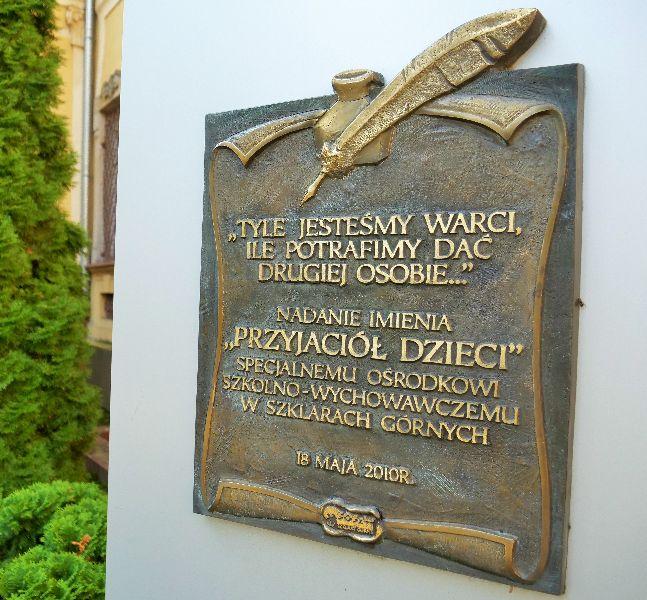 „TYLE JESTEŚMY WARCI,
ILE POTRAFIMY DAĆ
DRUGIEJ OSOBIE..."
NADANIE IMIENIA
„PRZYJACIÓŁ DZIECI”
SPECJALNEMU OŚRODKOWI
SZKOLNO-WYCHOWAWCZEMU
W SZKLARACH GÓRNYCH
18 MAJA 2010R.